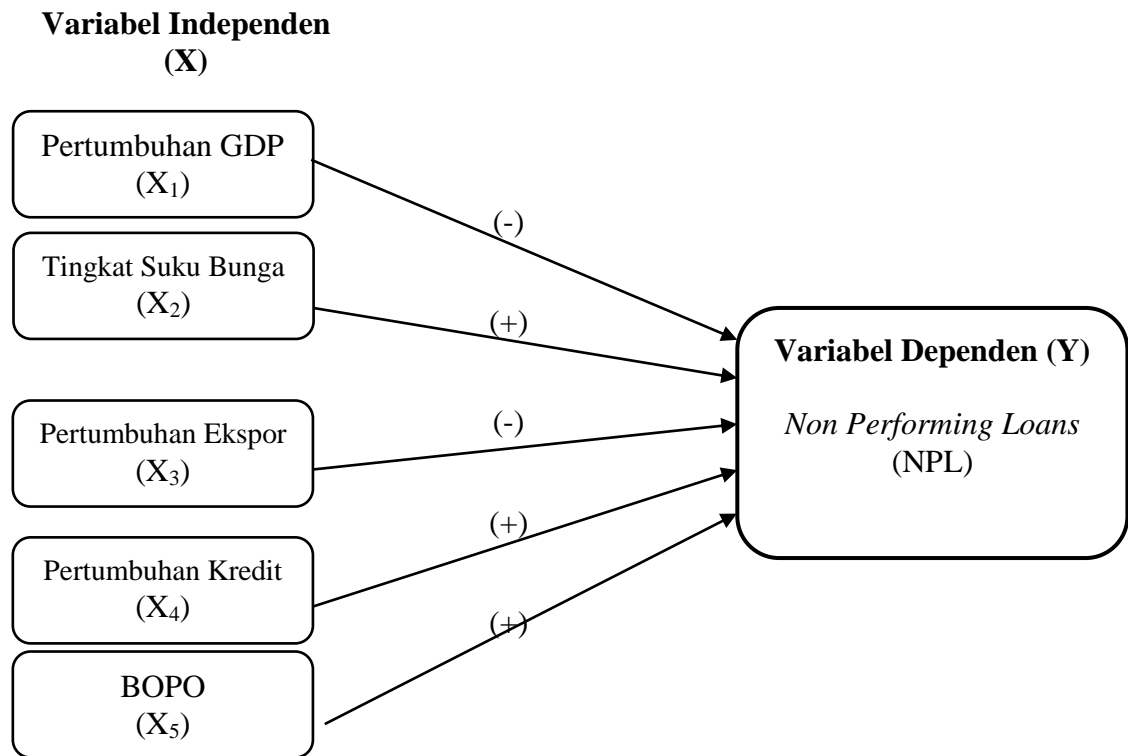 Variabel Independen
(X)
Pertumbuhan GDP
(X₁)
(-)
Tingkat Suku Bunga
(X₂)
(+)
Variabel Dependen (Y)
Non Performing Loans
(NPL)
Pertumbuhan Ekspor
(X₃)
(-)
Pertumbuhan Kredit
(X₄)
(+)
BOPO
(X₅)
(+)